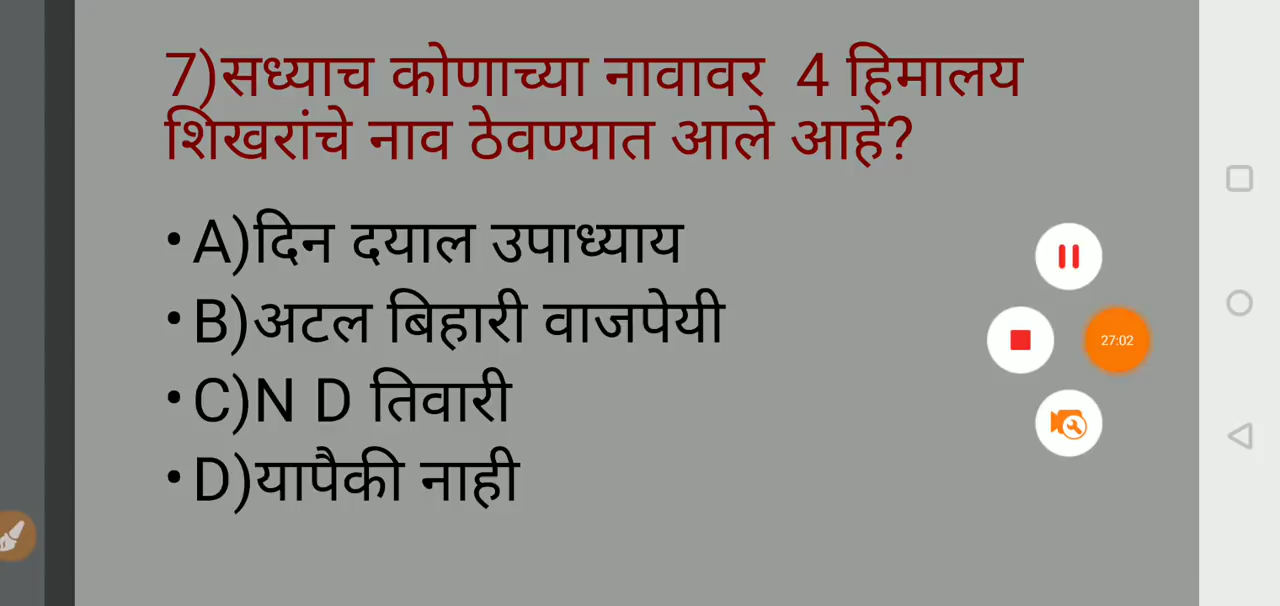 7)सध्याच कोणाच्या नावावर 4 हिमालय
शिखरांचे नाव ठेवण्यात आले आहे?
• A)दिन दयाल उपाध्याय
• B)अटल बिहारी वाजपेयी
• C)N D तिवारी
• D)यापैकी नाही
27:02